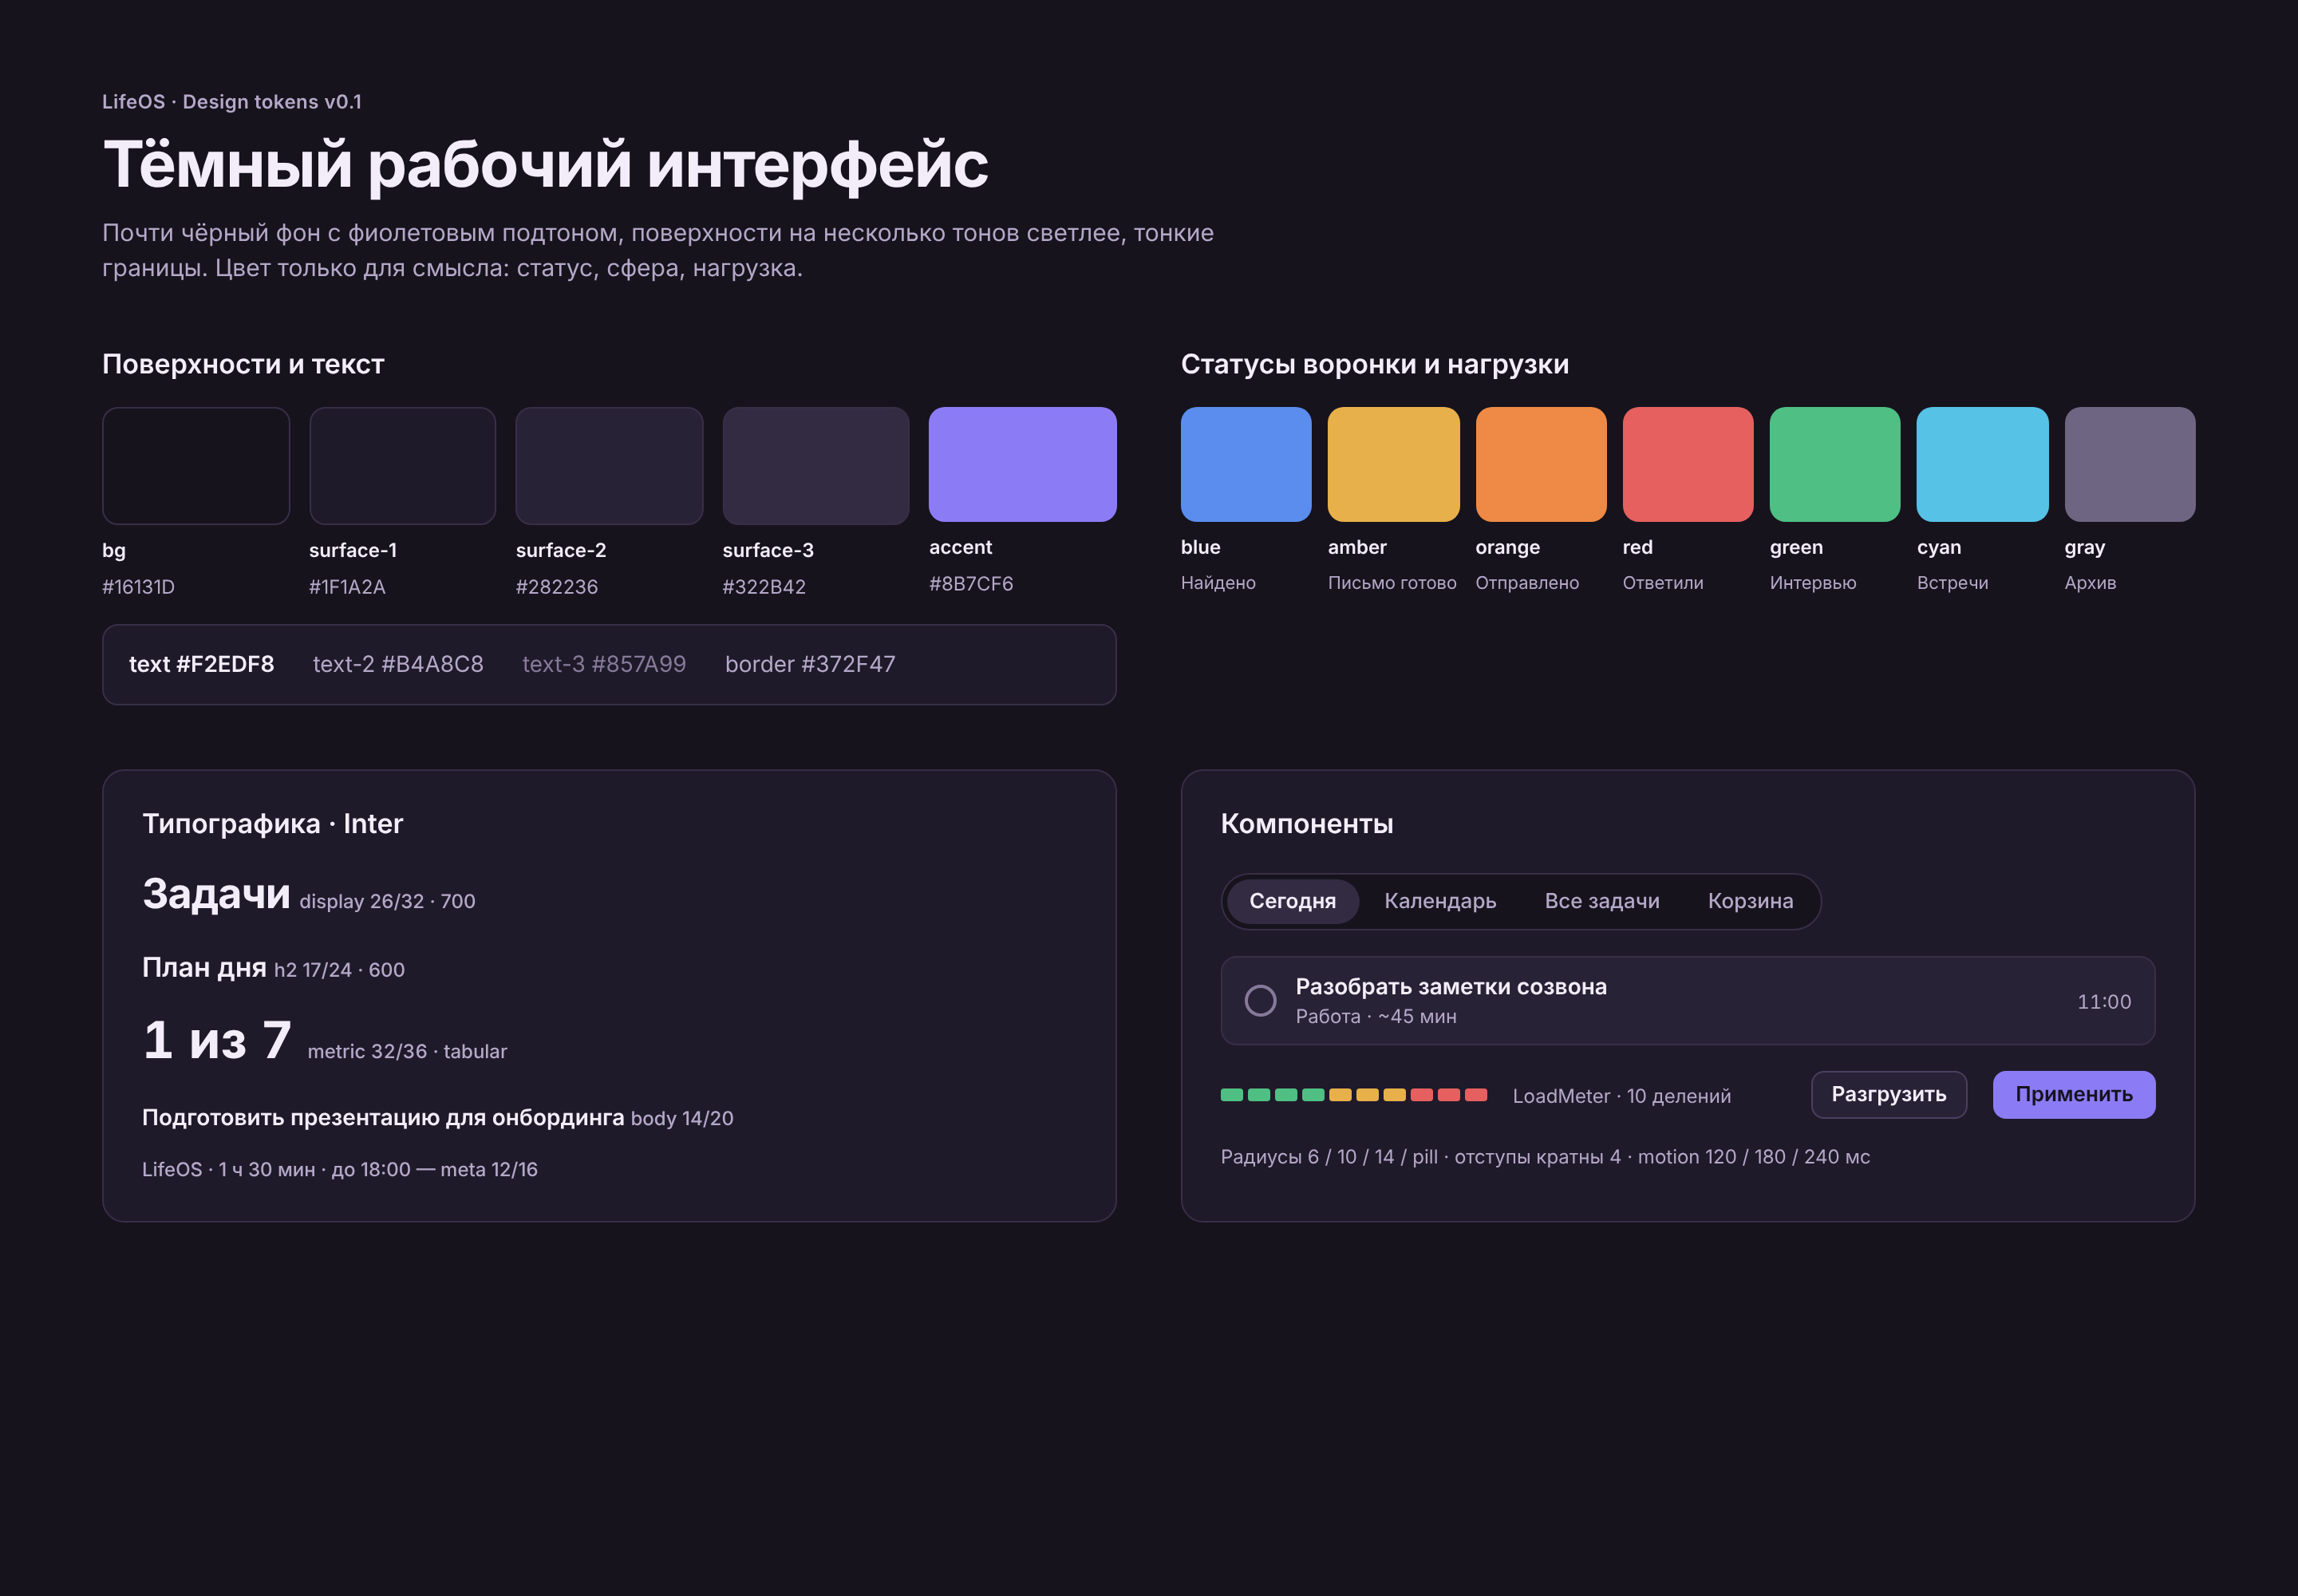 LifeOS · Design tokens v0.1
Тёмный рабочий интерфейс
Почти чёрный фон с фиолетовым подтоном, поверхности на несколько тонов светлее, тонкие
границы. Цвет только для смысла: статус, сфера, нагрузка.
Поверхности и текст
bg
#16131D
surface-1
#1F1A2A
surface-2
#282236
surface-3
#322B42
accent
#8B7CF6
text #F2EDF8
text-2 #B4A8C8
text-3 #857A99
border #372F47
Статусы воронки и нагрузки
blue
Найдено
amber
Письмо готово
orange
Отправлено
red
Ответили
green
Интервью
cyan
Встречи
gray
Архив
Типографика · Inter
Задачи display 26/32 · 700
План дня h2 17/24 · 600
1 из 7 metric 32/36 · tabular
Подготовить презентацию для онбординга body 14/20
LifeOS · 1 ч 30 мин · до 18:00 — meta 12/16
Компоненты
Сегодня Календарь Все задачи Корзина
Разобрать заметки созвона
Работа · ~45 мин
11:00
LoadMeter · 10 делений
Разгрузить
Применить
Радиусы 6 / 10 / 14 / pill · отступы кратны 4 · motion 120 / 180 / 240 мс